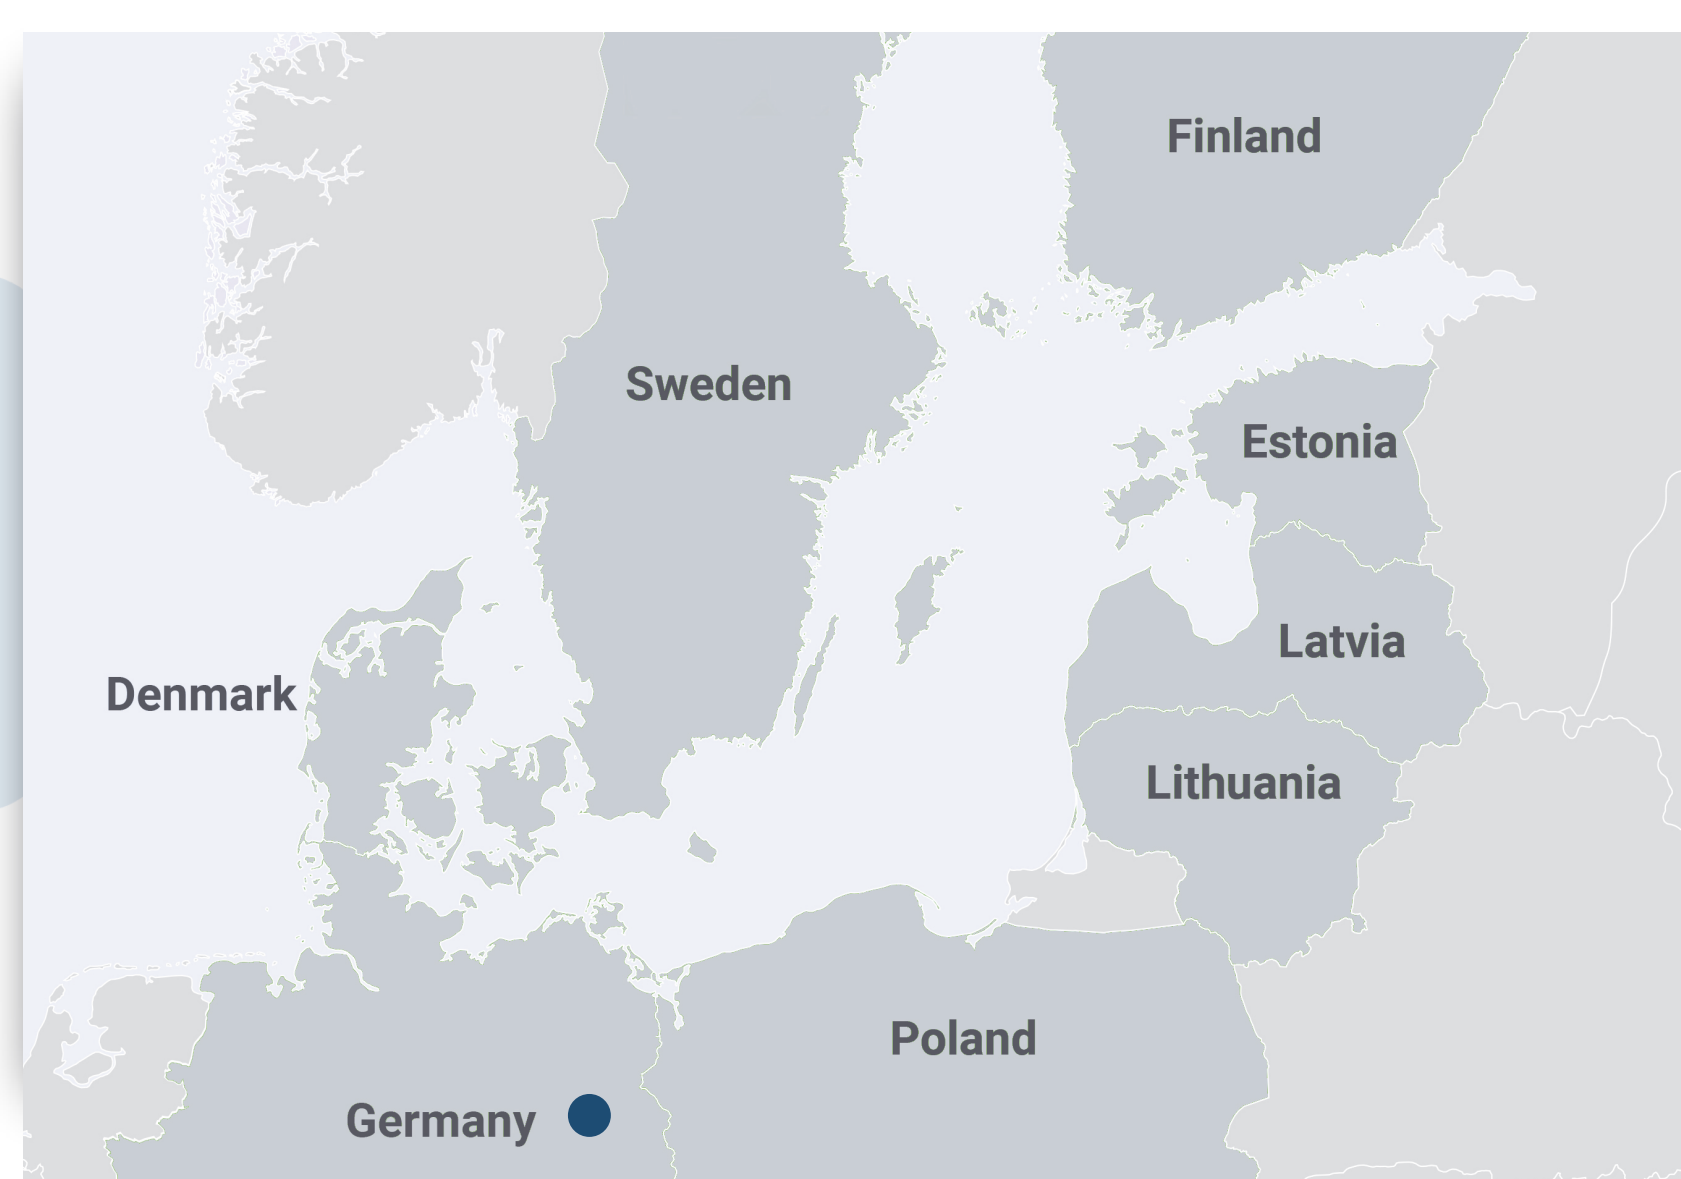 Finland
Sweden
Estonia
Latvia
Denmark
Lithuania
Poland
Germany